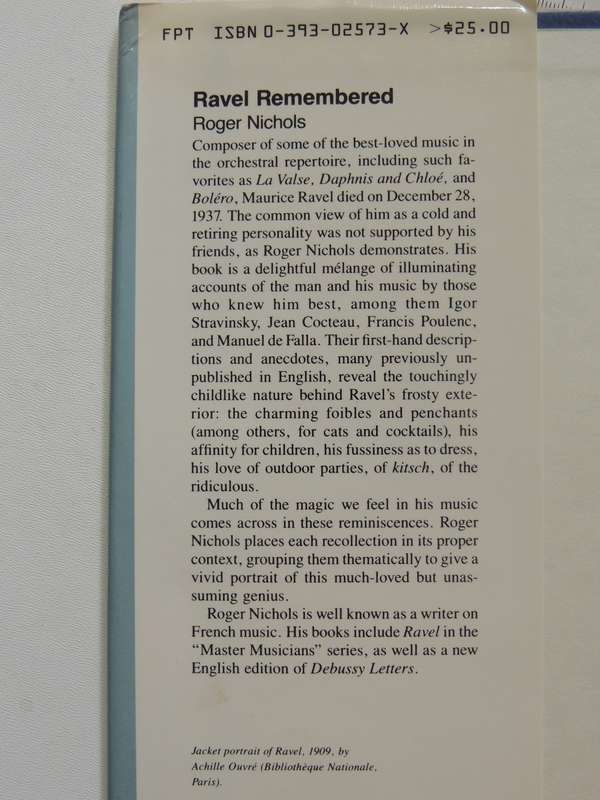 FPT ISBN 0-393-02573-X >$25.00
Ravel Remembered
Roger Nichols
Composer of some of the best-loved music in
the orchestral repertoire, including such fa-
vorites as La Valse, Daphnis and Chloé, and
Boléro, Maurice Ravel died on December 28,
1937. The common view of him as a cold and
retiring personality was not supported by his
friends, as Roger Nichols demonstrates. His
book is a delightful mélange of illuminating
accounts of the man and his music by those
who knew him best, among them Igor
Stravinsky, Jean Cocteau, Francis Poulenc,
and Manuel de Falla. Their first-hand descrip-
tions and anecdotes, many previously un-
published in English, reveal the touchingly
childlike nature behind Ravel's frosty exte-
rior: the charming foibles and penchants
(among others, for cats and cocktails), his
affinity for children, his fussiness as to dress,
his love of outdoor parties, of kitsch, of the
ridiculous.
Much of the magic we feel in his music
comes across in these reminiscences. Roger
Nichols places each recollection in its proper
context, grouping them thematically to give a
vivid portrait of this much-loved but unas-
suming genius.
Roger Nichols is well known as a writer on
French music. His books include Ravel in the
“Master Musicians” series, as well as a new
English edition of Debussy Letters.
Jacket portrait of Ravel, 1909, by
Achille Ouvré (Bibliothèque Nationale,
Paris).